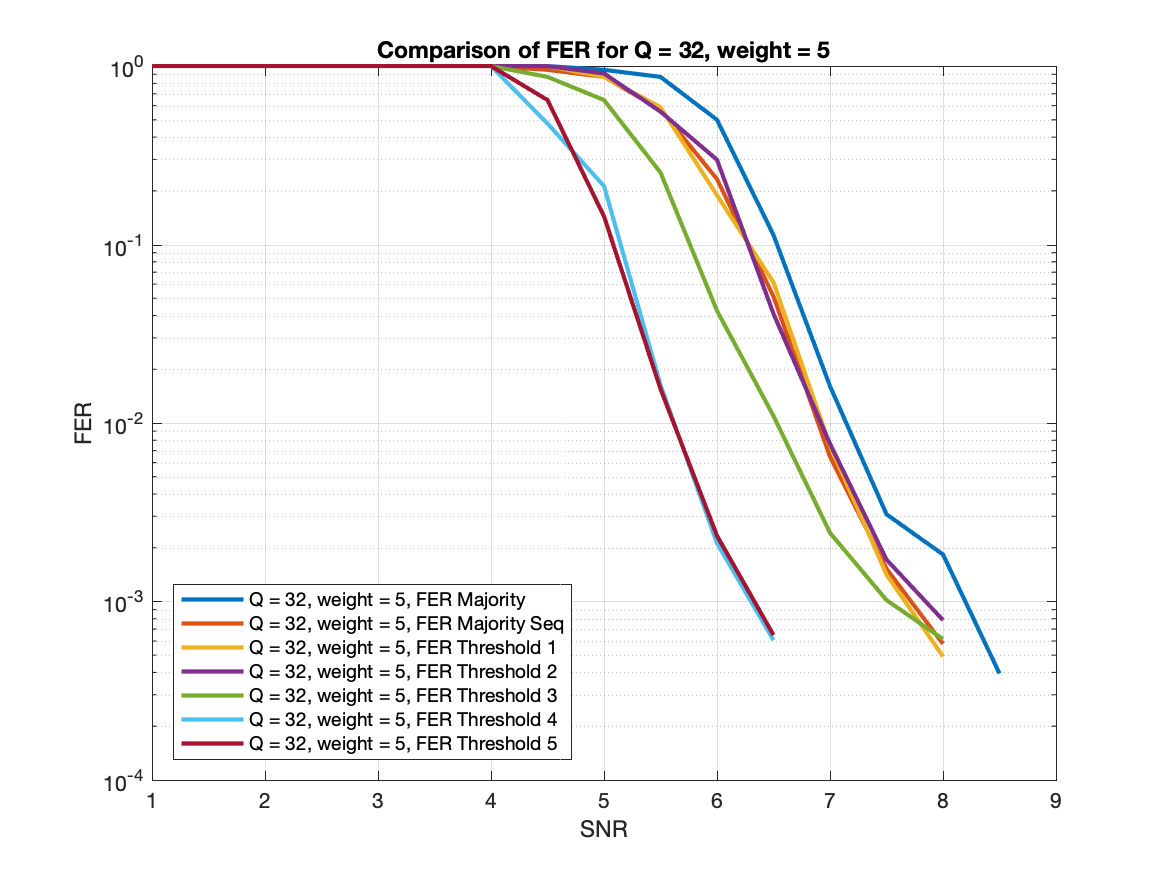 Comparison of FER for Q = 32, weight = 5
10^0
10^-1
10^-2
10^-3
10^-4
FER
Q = 32, weight = 5, FER Majority
Q = 32, weight = 5, FER Majority Seq
Q = 32, weight = 5, FER Threshold 1
Q = 32, weight = 5, FER Threshold 2
Q = 32, weight = 5, FER Threshold 3
Q = 32, weight = 5, FER Threshold 4
Q = 32, weight = 5, FER Threshold 5
1 2 3 4 5 6 7 8 9
SNR